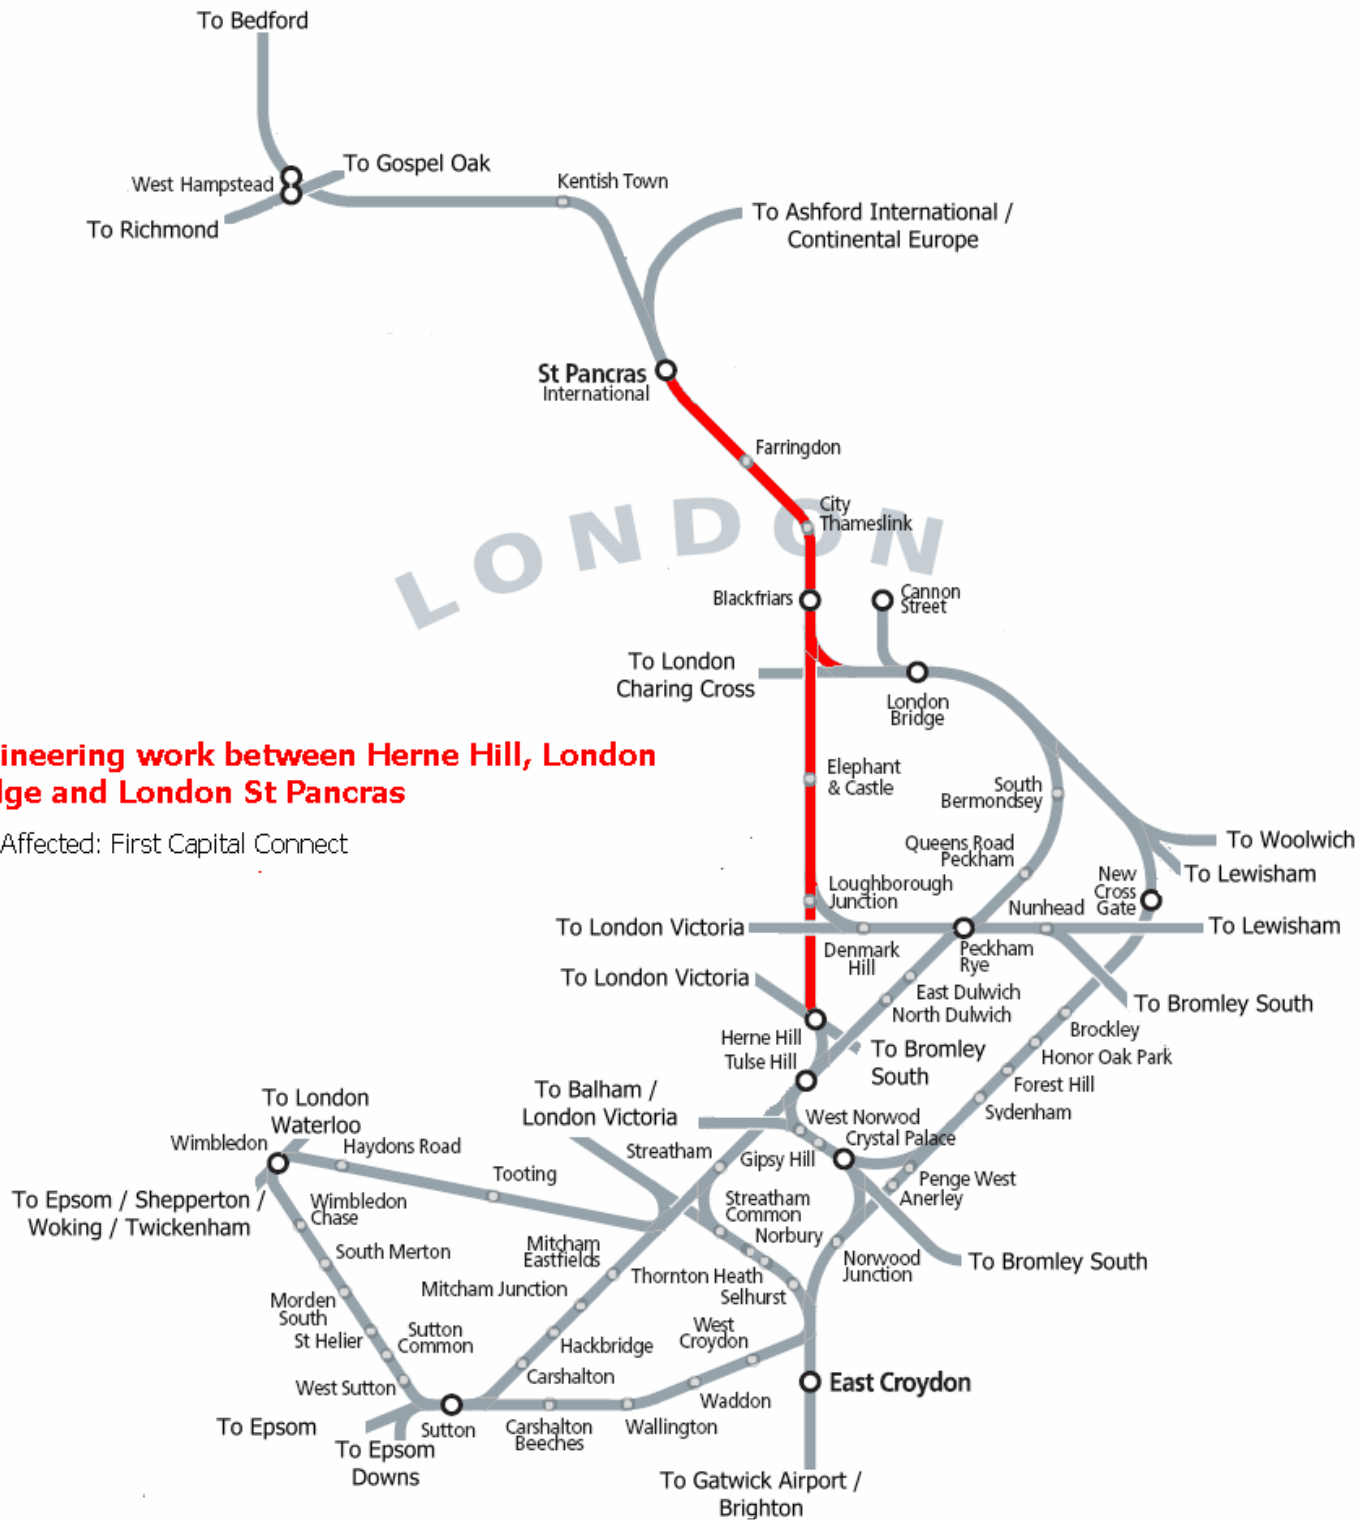 To Bedford
To Gospel Oak
West Hampstead
To Richmond
Kentish Town
To Ashford International /
Continental Europe
St Pancras
International
Farringdon
City
Thameslink
LONDON
Blackfriars
Cannon
Street
To London
Charing Cross
London
Bridge
ineering work between Herne Hill, London
lge and London St Pancras
Affected: First Capital Connect
Elephant
& Castle
South
Bermondsey
Queens Road
Peckham
To Woolwich
To Lewisham
New
Cross
Gate
Loughborough
Junction
Nunhead
To London Victoria
To Lewisham
Denmark
Hill
Peckham
Rye
To London Victoria
East Dulwich
North Dulwich
To Bromley South
Brockley
Herne Hill
Tulse Hill
To Bromley
South
Honor Oak Park
Forest Hill
Sydenham
To Balham /
London Victoria
To London
Waterloo
Wimbledon
Haydons Road
West Norwod
Crystal Palace
Streatham
Gipsy Hill
Tooting
Penge West
Anerley
To Epsom / Shepperton /
Woking / Twickenham
Wimbledon
Chase
Streatham
Common
Norbury
South Merton
Mitcham
Eastfields
Norwood
Junction
To Bromley South
Mitcham Junction
Thornton Heath
Selhurst
Morden
South
St Helier
Sutton
Common
West
Croydon
Hackbridge
Carshalton
West Sutton
East Croydon
Waddon
To Epsom
Sutton
Carshalton
Beeches
Wallington
To Epsom
Downs
To Gatwick Airport /
Brighton